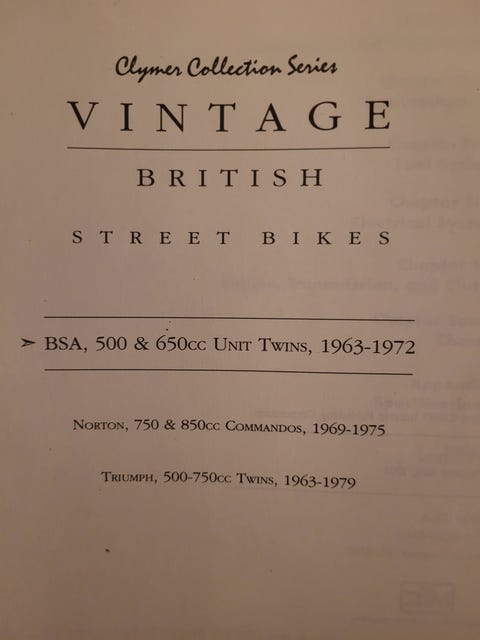 Clymer Collection Series
VINTAGE
BRITISH
STREET BIKES
➣ BSA, 500 & 650CC UNIT TWINS, 1963-1972
NORTON, 750 & 850CC COMMANDOS, 1969-1975
TRIUMPH, 500-750CC TWINS, 1963-1979